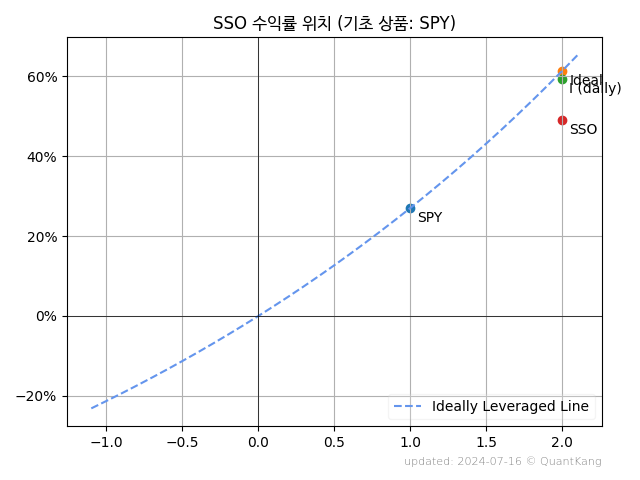 SSO 수익률 위치 (기초 상품: SPY)
60%
40%
20%
0%
−20%
Ideal
l (daily)
SSO
SPY
Ideally Leveraged Line
−1.0 −0.5 0.0 0.5 1.0 1.5 2.0
updated: 2024-07-16 © QuantKang